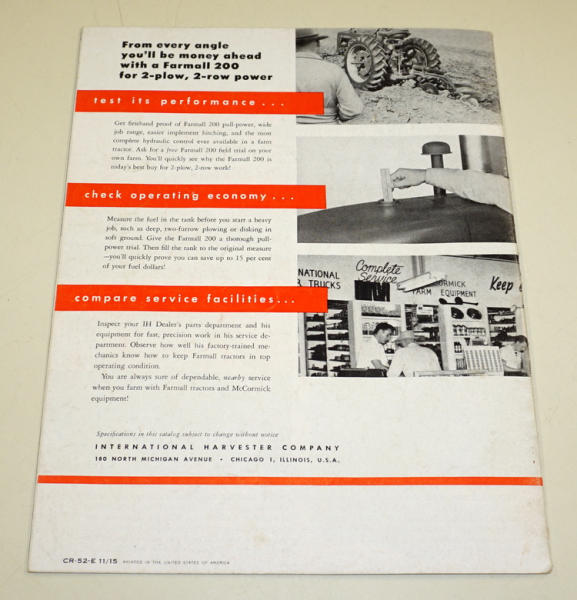 From every angle
you'll be money ahead
with a Farmall 200
for 2-plow, 2-row power
test its performance . . .
Get firsthand proof of Farmall 200 pull-power, wide
job range, easier implement hitching, and the most
complete hydraulic control ever available in a farm
tractor. Ask for a free Farmall 200 field trial on your
own farm. You'll quickly see why the Farmall 200 is
today's best buy for 2-plow, 2-row work!
check operating economy . . .
Measure the fuel in the tank before you start a heavy
job, such as deep, two-furrow plowing or disking in
soft ground. Give the Farmall 200 a thorough pull-
power trial. Then fill the tank to the original measure
—you'll quickly prove you can save up to 15 per cent
of your fuel dollars!
compare service facilities . . .
Inspect your IH Dealer's parts department and his
equipment for fast, precision work in his service de-
partment. Observe how well his factory-trained me-
chanics know how to keep Farmall tractors in top
operating condition.
You are always sure of dependable, nearby service
when you farm with Farmall tractors and McCormick
equipment!
NATIONAL
TRUCKS
Complete
Service
CORMICK
FARM EQUIPMENT
Keep
Specifications in this catalog subject to change without notice
INTERNATIONAL HARVESTER COMPANY
180 NORTH MICHIGAN AVENUE • CHICAGO 1, ILLINOIS, U.S.A.
CR-52-E 11/15 PRINTED IN THE UNITED STATES OF AMERICA